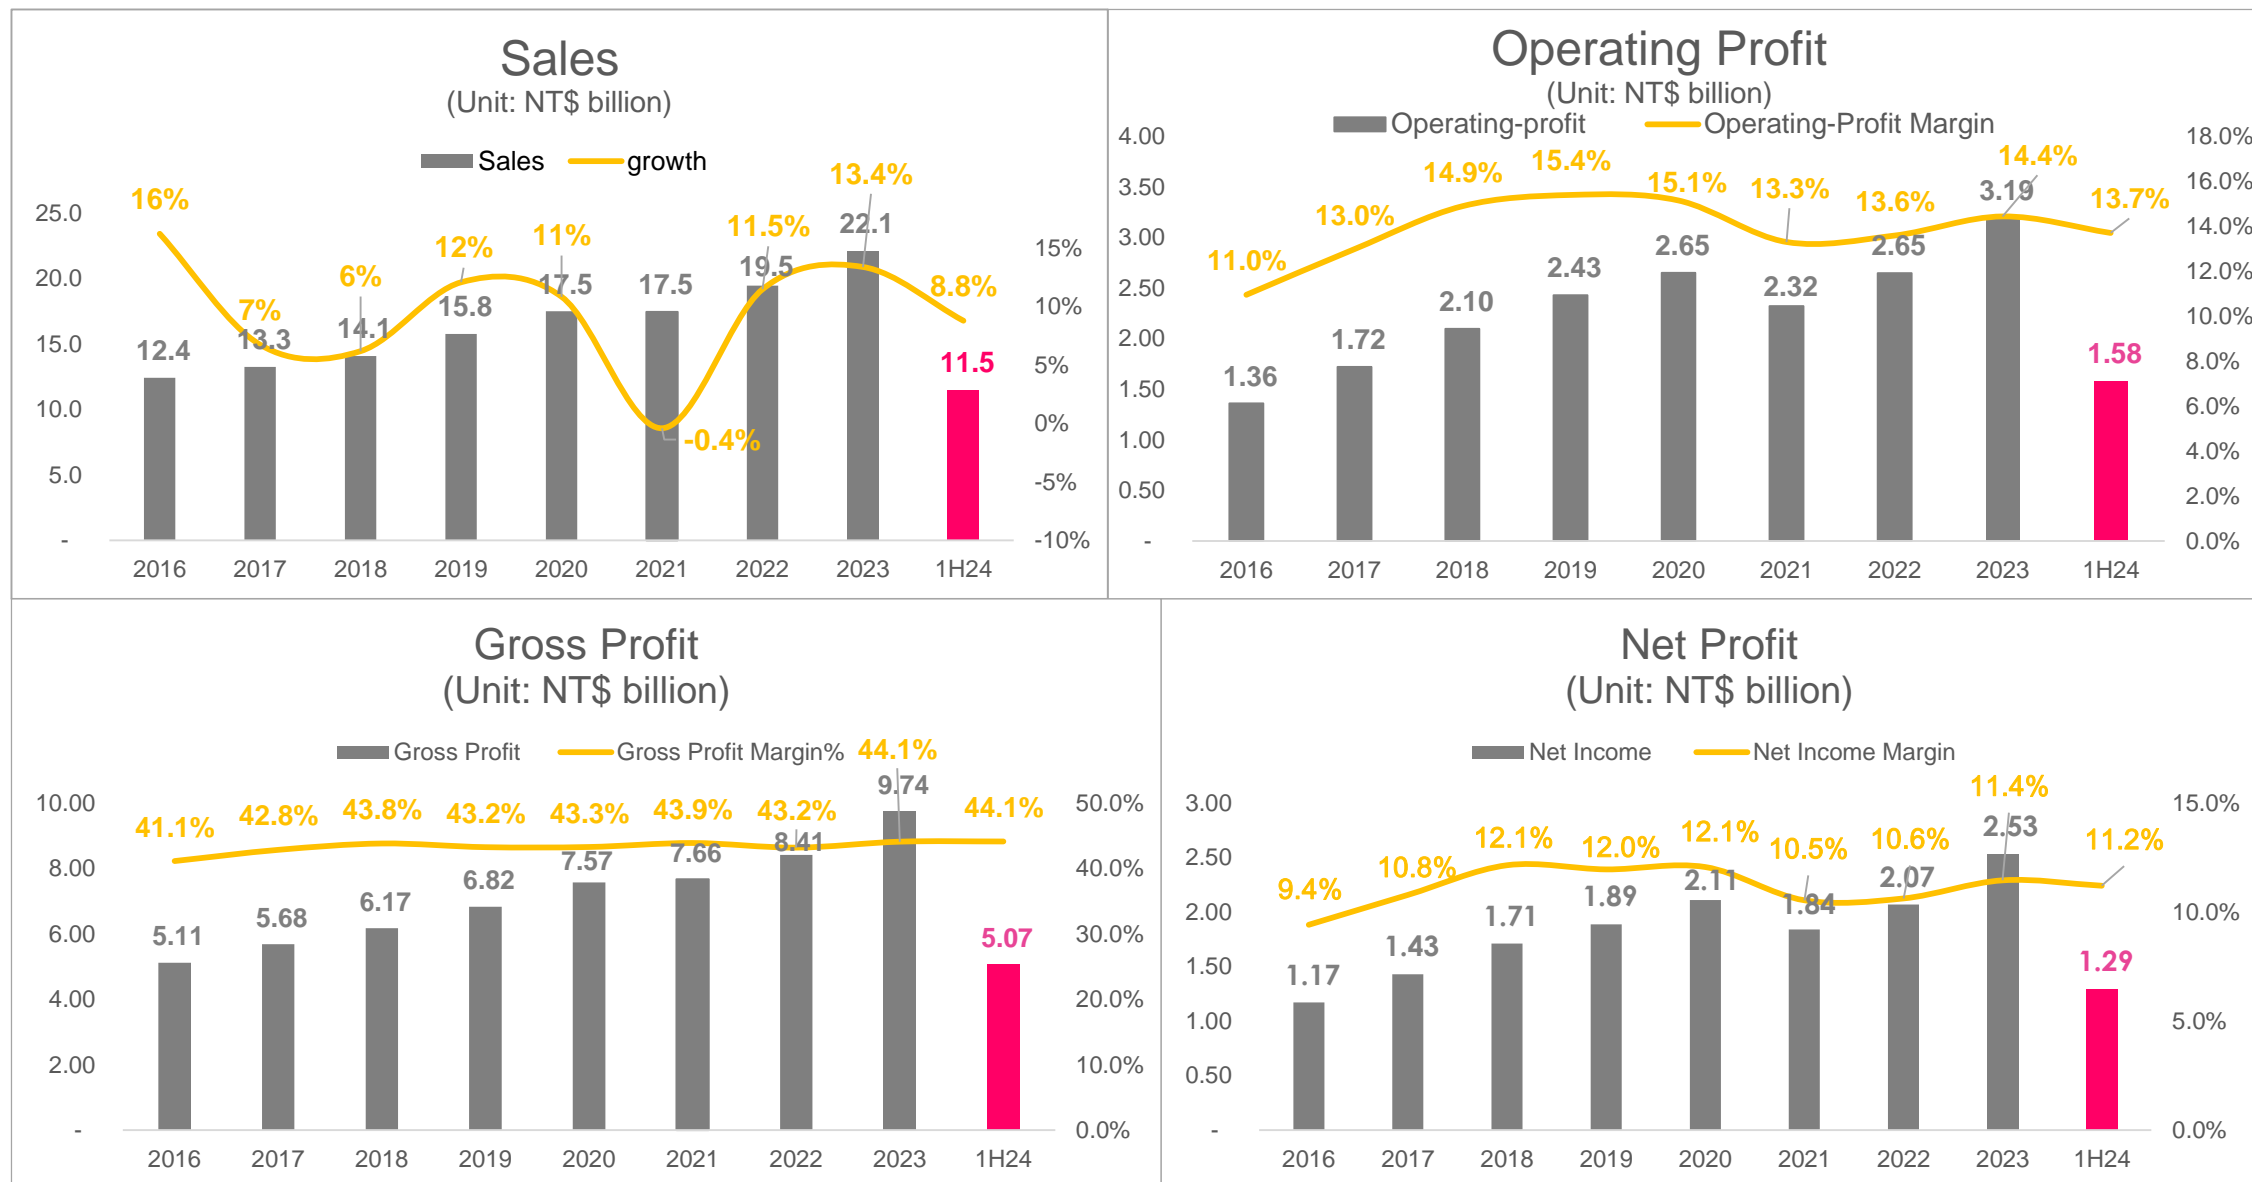 Sales
(Unit: NT$ billion)
Sales growth
16% 7% 6% 12% 11% -0.4% 11.5% 13.4% 8.8%
12.4 13.3 14.1 15.8 17.5 17.5 19.5 22.1 11.5
25.0
20.0
15.0
10.0
5.0
-
15%
10%
5%
0%
-5%
-10%
2016 2017 2018 2019 2020 2021 2022 2023 1H24
Operating Profit
(Unit: NT$ billion)
Operating-profit Operating-Profit Margin
11.0% 13.0% 14.9% 15.4% 15.1% 13.3% 13.6% 14.4% 13.7%
1.36 1.72 2.10 2.43 2.65 2.32 2.65 3.19 1.58
4.00
3.50
3.00
2.50
2.00
1.50
1.00
0.50
-
18.0%
16.0%
14.0%
12.0%
10.0%
8.0%
6.0%
4.0%
2.0%
0.0%
2016 2017 2018 2019 2020 2021 2022 2023 1H24
Gross Profit
(Unit: NT$ billion)
Gross Profit Gross Profit Margin%
41.1% 42.8% 43.8% 43.2% 43.3% 43.9% 43.2% 44.1% 44.1%
5.11 5.68 6.17 6.82 7.57 7.66 8.41 9.74 5.07
10.00
8.00
6.00
4.00
2.00
-
50.0%
40.0%
30.0%
20.0%
10.0%
0.0%
2016 2017 2018 2019 2020 2021 2022 2023 1H24
Net Profit
(Unit: NT$ billion)
Net Income Net Income Margin
9.4% 10.8% 12.1% 12.0% 12.1% 10.5% 10.6% 11.4% 11.2%
1.17 1.43 1.71 1.89 2.11 1.84 2.07 2.53 1.29
3.00
2.50
2.00
1.50
1.00
0.50
-
15.0%
10.0%
5.0%
0.0%
2016 2017 2018 2019 2020 2021 2022 2023 1H24